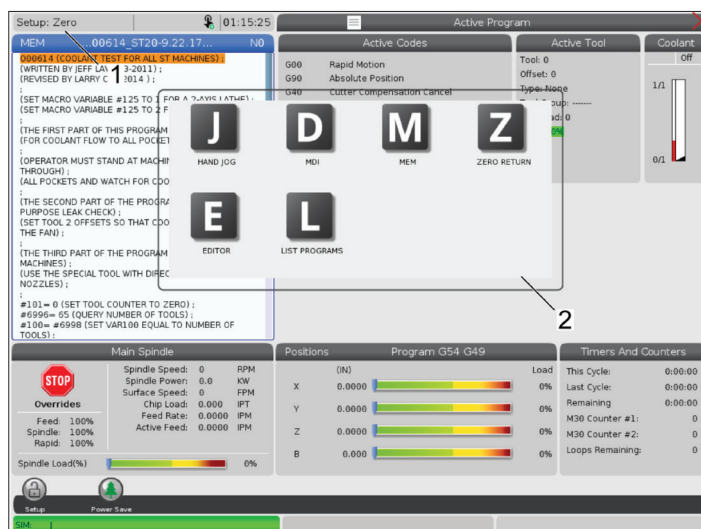 Setup: Zero
01:15:25
Active Program
MEM ...00614_ST20-9.22.17... N0
O00614 (COOLANT TEST FOR ALL ST MACHINES) ;
(WRITTEN BY JEFF 3-2011) ;
(REVISED BY LARRY 2014 ) ;
;
(SET MACRO VARIABLE #125 TO 1 FOR A 2-AXIS LATHE) ;
(SET MACRO VARIABLE #125 TO 2 F
;
(THE FIRST PART OF THIS PROGRAM
(FOR COOLANT FLOW TO ALL POCKET
;
(OPERATOR MUST STAND AT MACHIN
THROUGH) ;
(ALL POCKETS AND WATCH FOR COO
;
(THE SECOND PART OF THE PROGRA
PURPOSE LEAK CHECK) ;
(SET TOOL 2 OFFSETS SO THAT COO
THE FAN) ;
;
(THE THIRD PART OF THE PROGRAM
MACHINES) ;
(USE THE SPECIAL TOOL WITH DIREC
NOZZLES) ;
;
#101= 0 (SET TOOL COUNTER TO ZERO) ;
#6996= 65 (QUERY NUMBER OF TOOLS) ;
#100= #6998 (SET VAR100 EQUAL TO NUMBER OF
TOOLS) ;
1
Active Codes
G00 Rapid Motion
G90 Absolute Position
G40 Cutter Compensation Cancel
Active Tool
Tool: 0
Offset: 0
Type: None
oup: -------
ad: 0
0%
Coolant
Off
1/1
0/1
J
HAND JOG
D
MDI
M
MEM
Z
ZERO RETURN
E
EDITOR
L
LIST PROGRAMS
2
Main Spindle
STOP
Overrides
Feed: 100%
Spindle: 100%
Rapid: 100%
Spindle Speed: 0 RPM
Spindle Power: 0.0 KW
Surface Speed: 0 FPM
Chip Load: 0.000 IPT
Feed Rate: 0.0000 IPM
Active Feed: 0.0000 IPM
Spindle Load(%) 0%
Positions Program G54 G49
(IN) Load
X 0.0000 0%
Y 0.0000 0%
Z 0.0000 0%
B 0.000 0%
Timers And Counters
This Cycle: 0:00:00
Last Cycle: 0:00:00
Remaining 0:00:00
M30 Counter #1: 0
M30 Counter #2: 0
Loops Remaining: 0
Setup
Power Save
SIM: 1